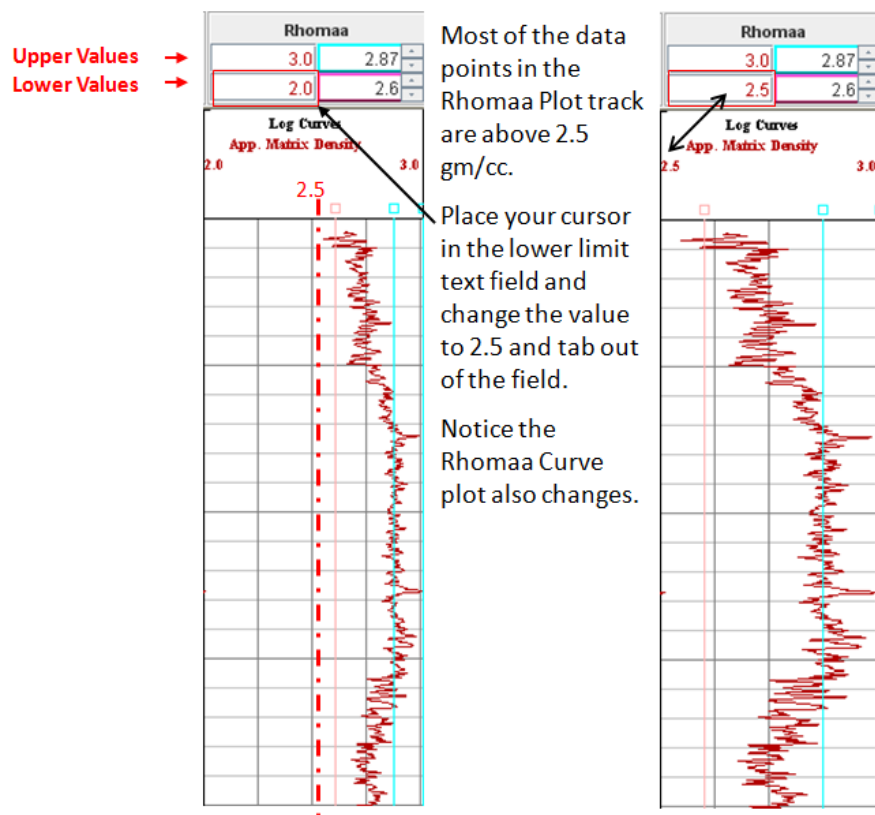 Rhomaa
Upper Values
3.0 2.87
Lower Values
2.0 2.6
Log Curves
App. Matrix Density
2.0 3.0
2.5
Most of the data
points in the
Rhomaa Plot track
are above 2.5
gm/cc.
Place your cursor
in the lower limit
text field and
change the value
to 2.5 and tab out
of the field.
Notice the
Rhomaa Curve
plot also changes.
Rhomaa
3.0 2.87
2.5 2.6
Log Curves
App. Matrix Density
2.5 3.0